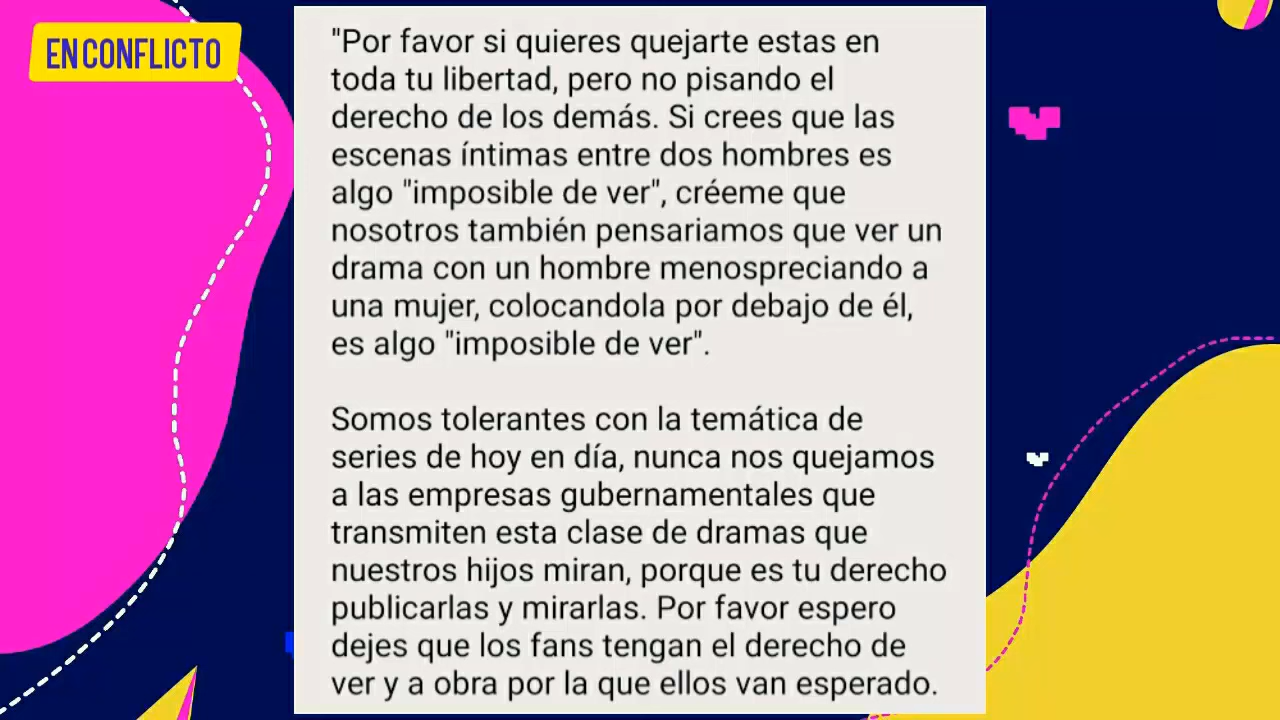 EN CONFLICTO
"Por favor si quieres quejarte estas en
toda tu libertad, pero no pisando el
derecho de los demás. Si crees que las
escenas íntimas entre dos hombres es
algo "imposible de ver", créeme que
nosotros también pensariamos que ver un
drama con un hombre menospreciando a
una mujer, colocandola por debajo de él,
es algo "imposible de ver".
Somos tolerantes con la temática de
series de hoy en día, nunca nos quejamos
a las empresas gubernamentales que
transmiten esta clase de dramas que
nuestros hijos miran, porque es tu derecho
publicarlas y mirarlas. Por favor espero
dejes que los fans tengan el derecho de
ver y a obra por la que ellos van esperado.